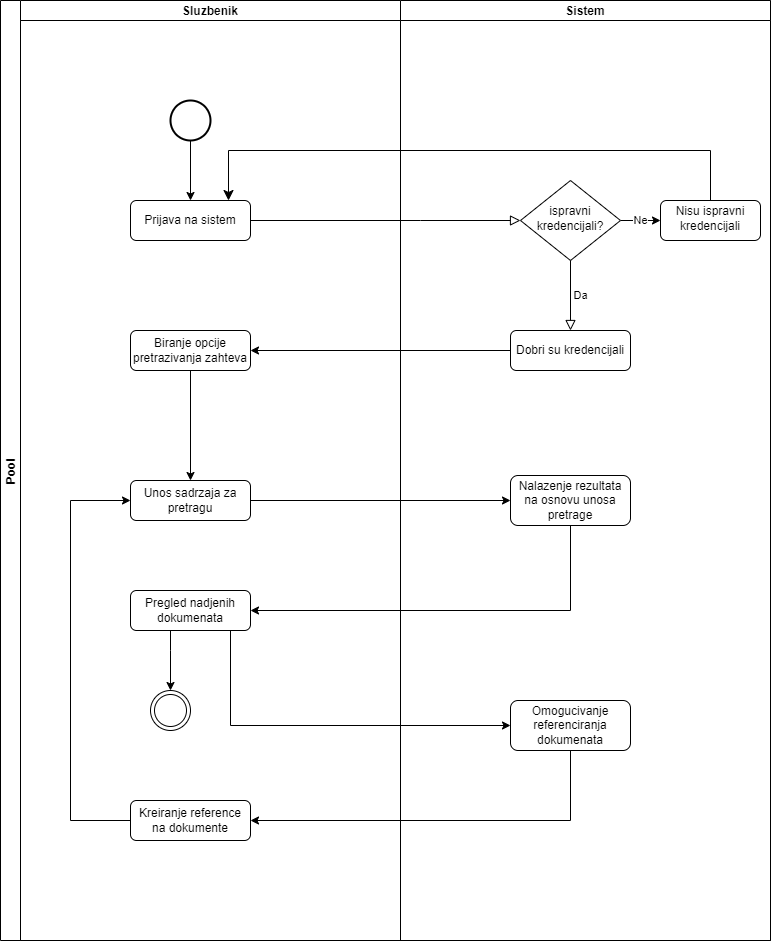 Sluzbenik
Sistem
Pool
Prijava na sistem
ispravni
kredencijali?
Ne
Nisu ispravni
kredencijali
Da
Biranje opcije
pretrazivanja zahteva
Dobri su kredencijali
Unos sadrzaja za
pretragu
Nalazenje rezultata
na osnovu unosa
pretrage
Pregled nadjenih
dokumenata
Omogucivanje
referenciranja
dokumenata
Kreiranje reference
na dokumente